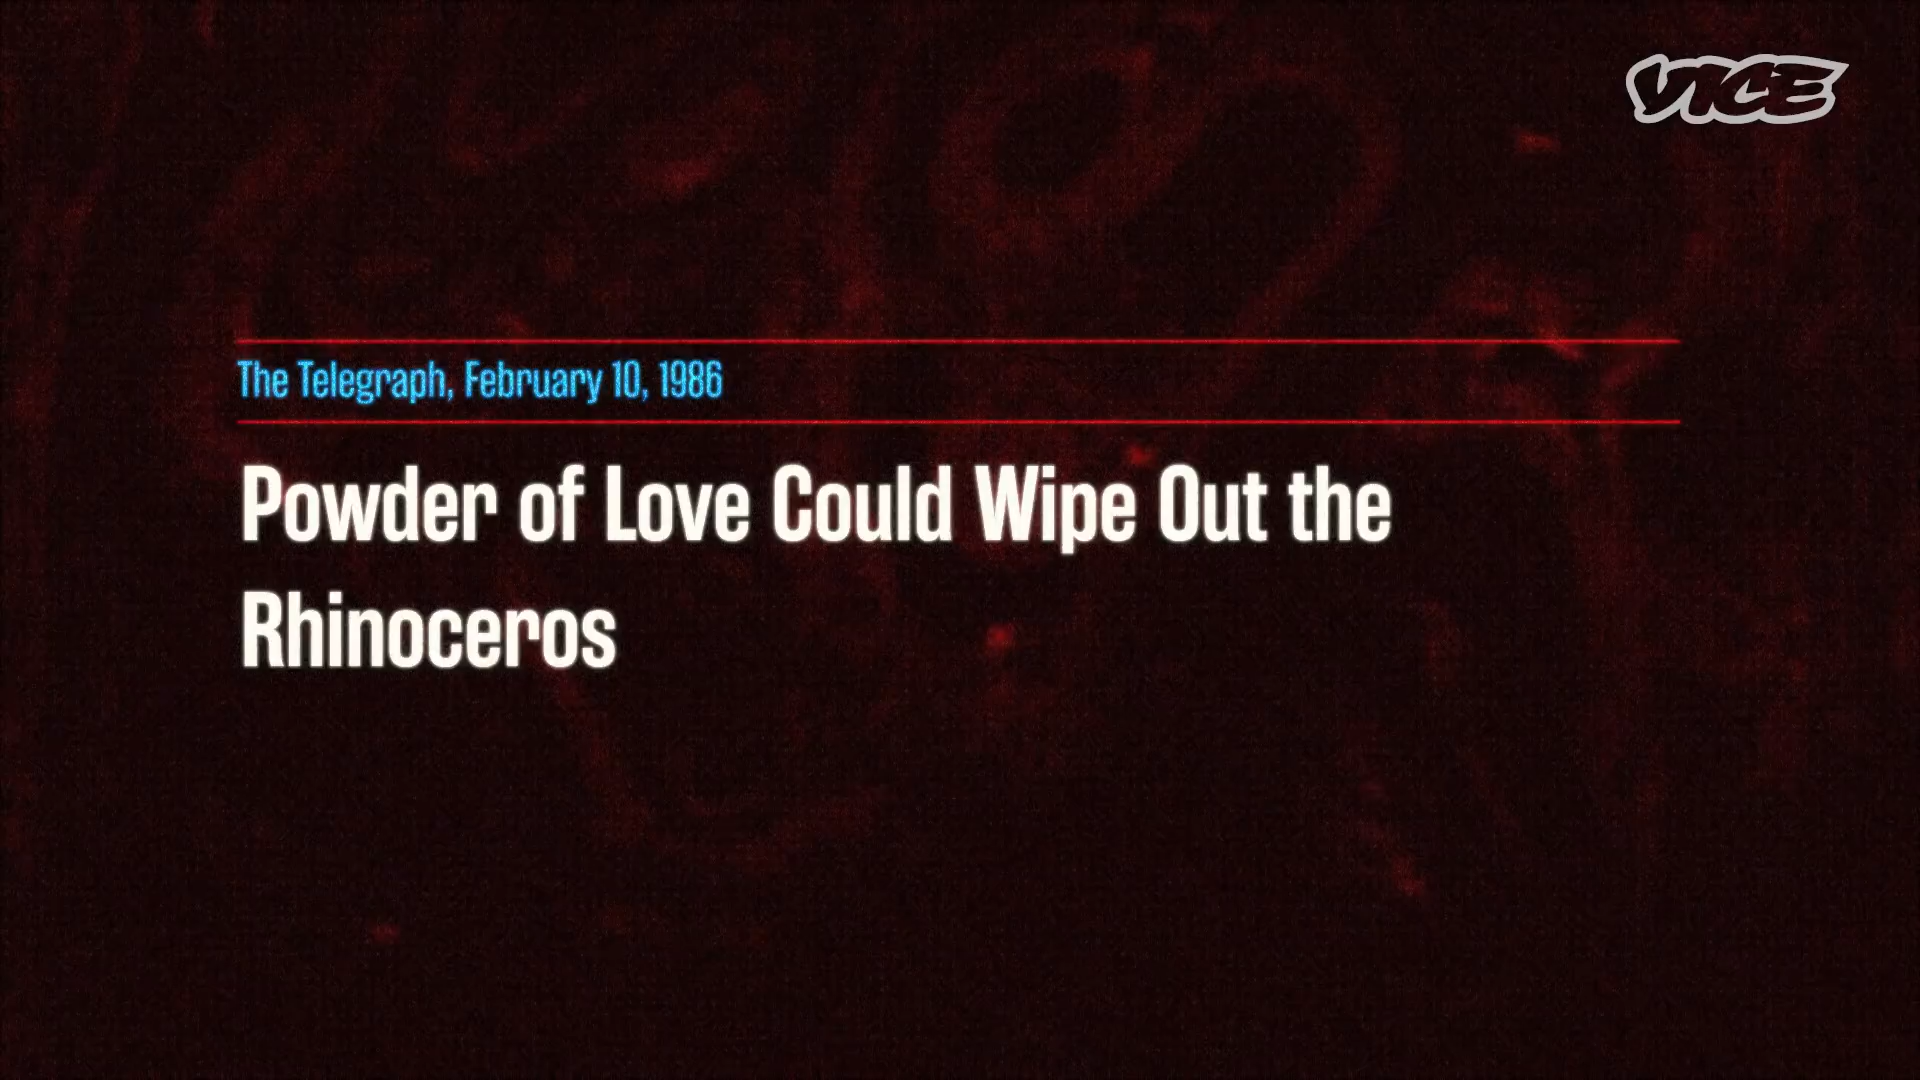 VICE
The Telegraph, February 10, 1986
Powder of Love Could Wipe Out the
Rhinoceros